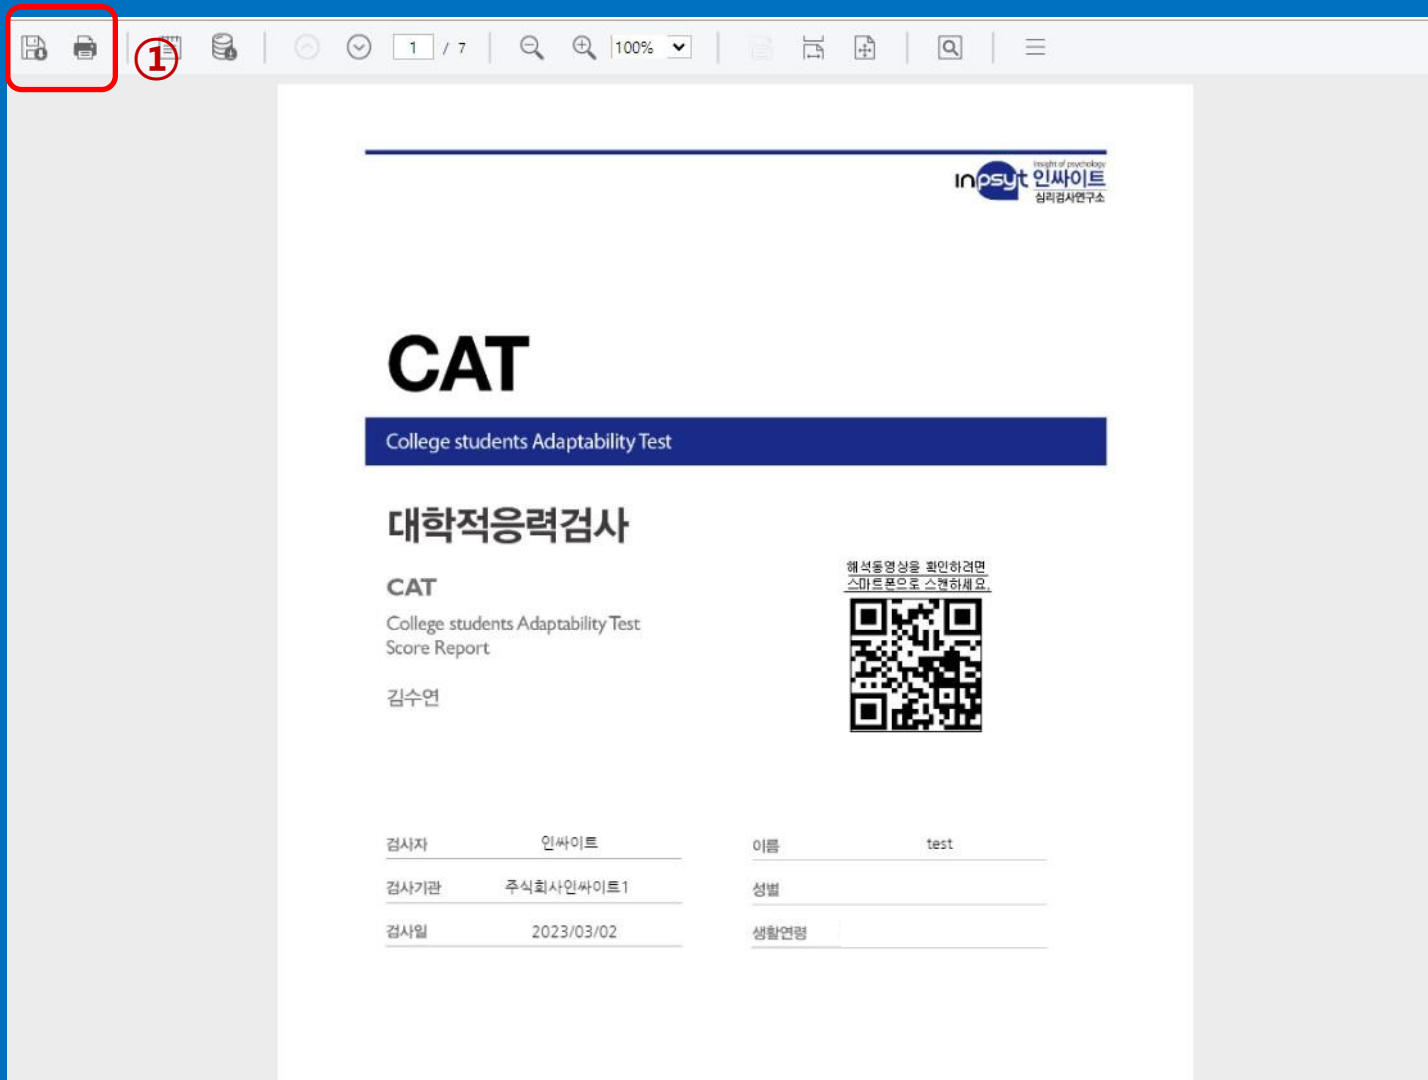 ①
1 / 7
100%
Insight of psychology
inpsyt 인싸이트
심리검사연구소
CAT
College students Adaptability Test
대학적응력검사
해석동영상을 확인하려면
스마트폰으로 스캔하세요.
CAT
College students Adaptability Test
Score Report
김수연
검사자 인싸이트 이름 test
검사기관 주식회사인싸이트1 성별
검사일 2023/03/02 생활연령